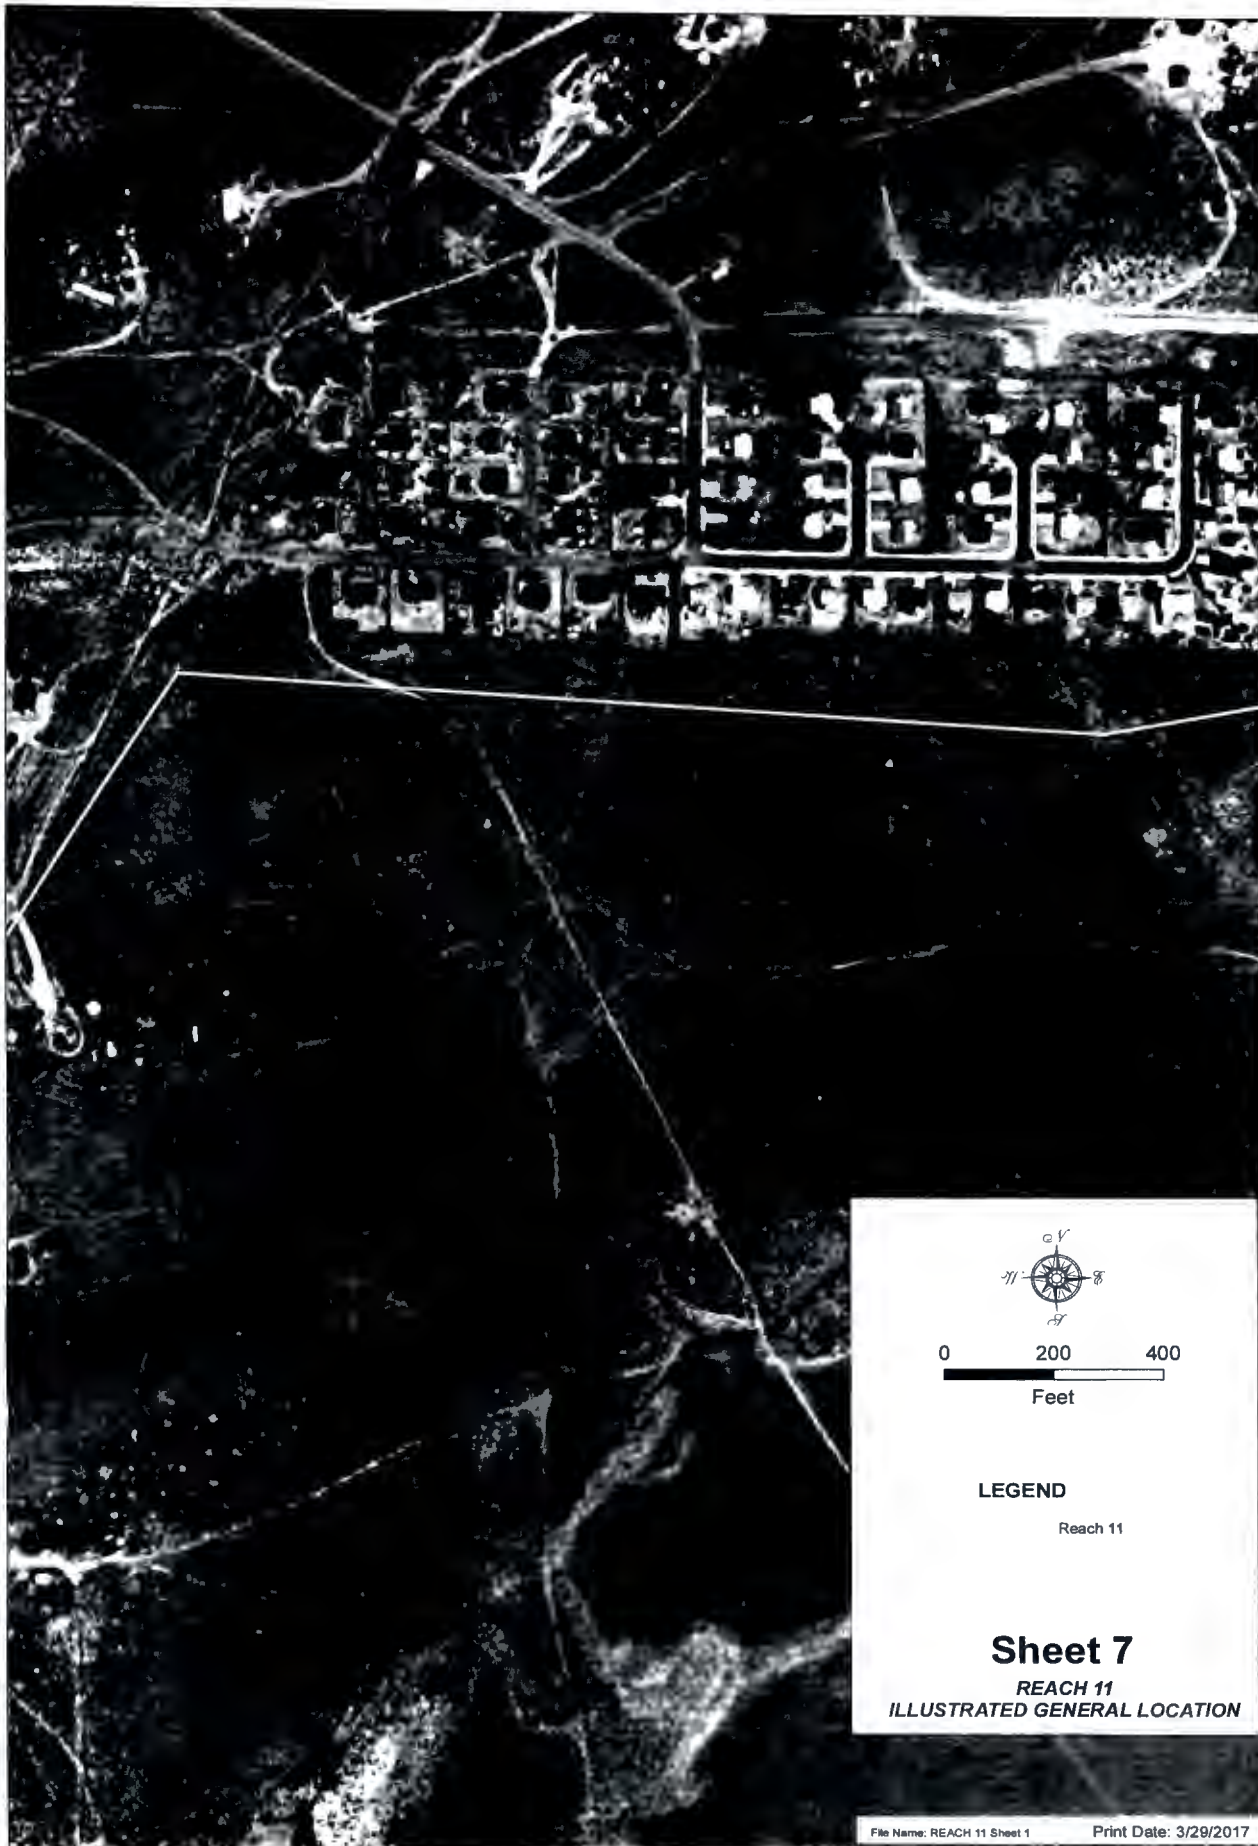 N
W E
S
0 200 400
Feet
LEGEND
Reach 11
Sheet 7
REACH 11
ILLUSTRATED GENERAL LOCATION
File Name: REACH 11 Sheet 1 Print Date: 3/29/2017